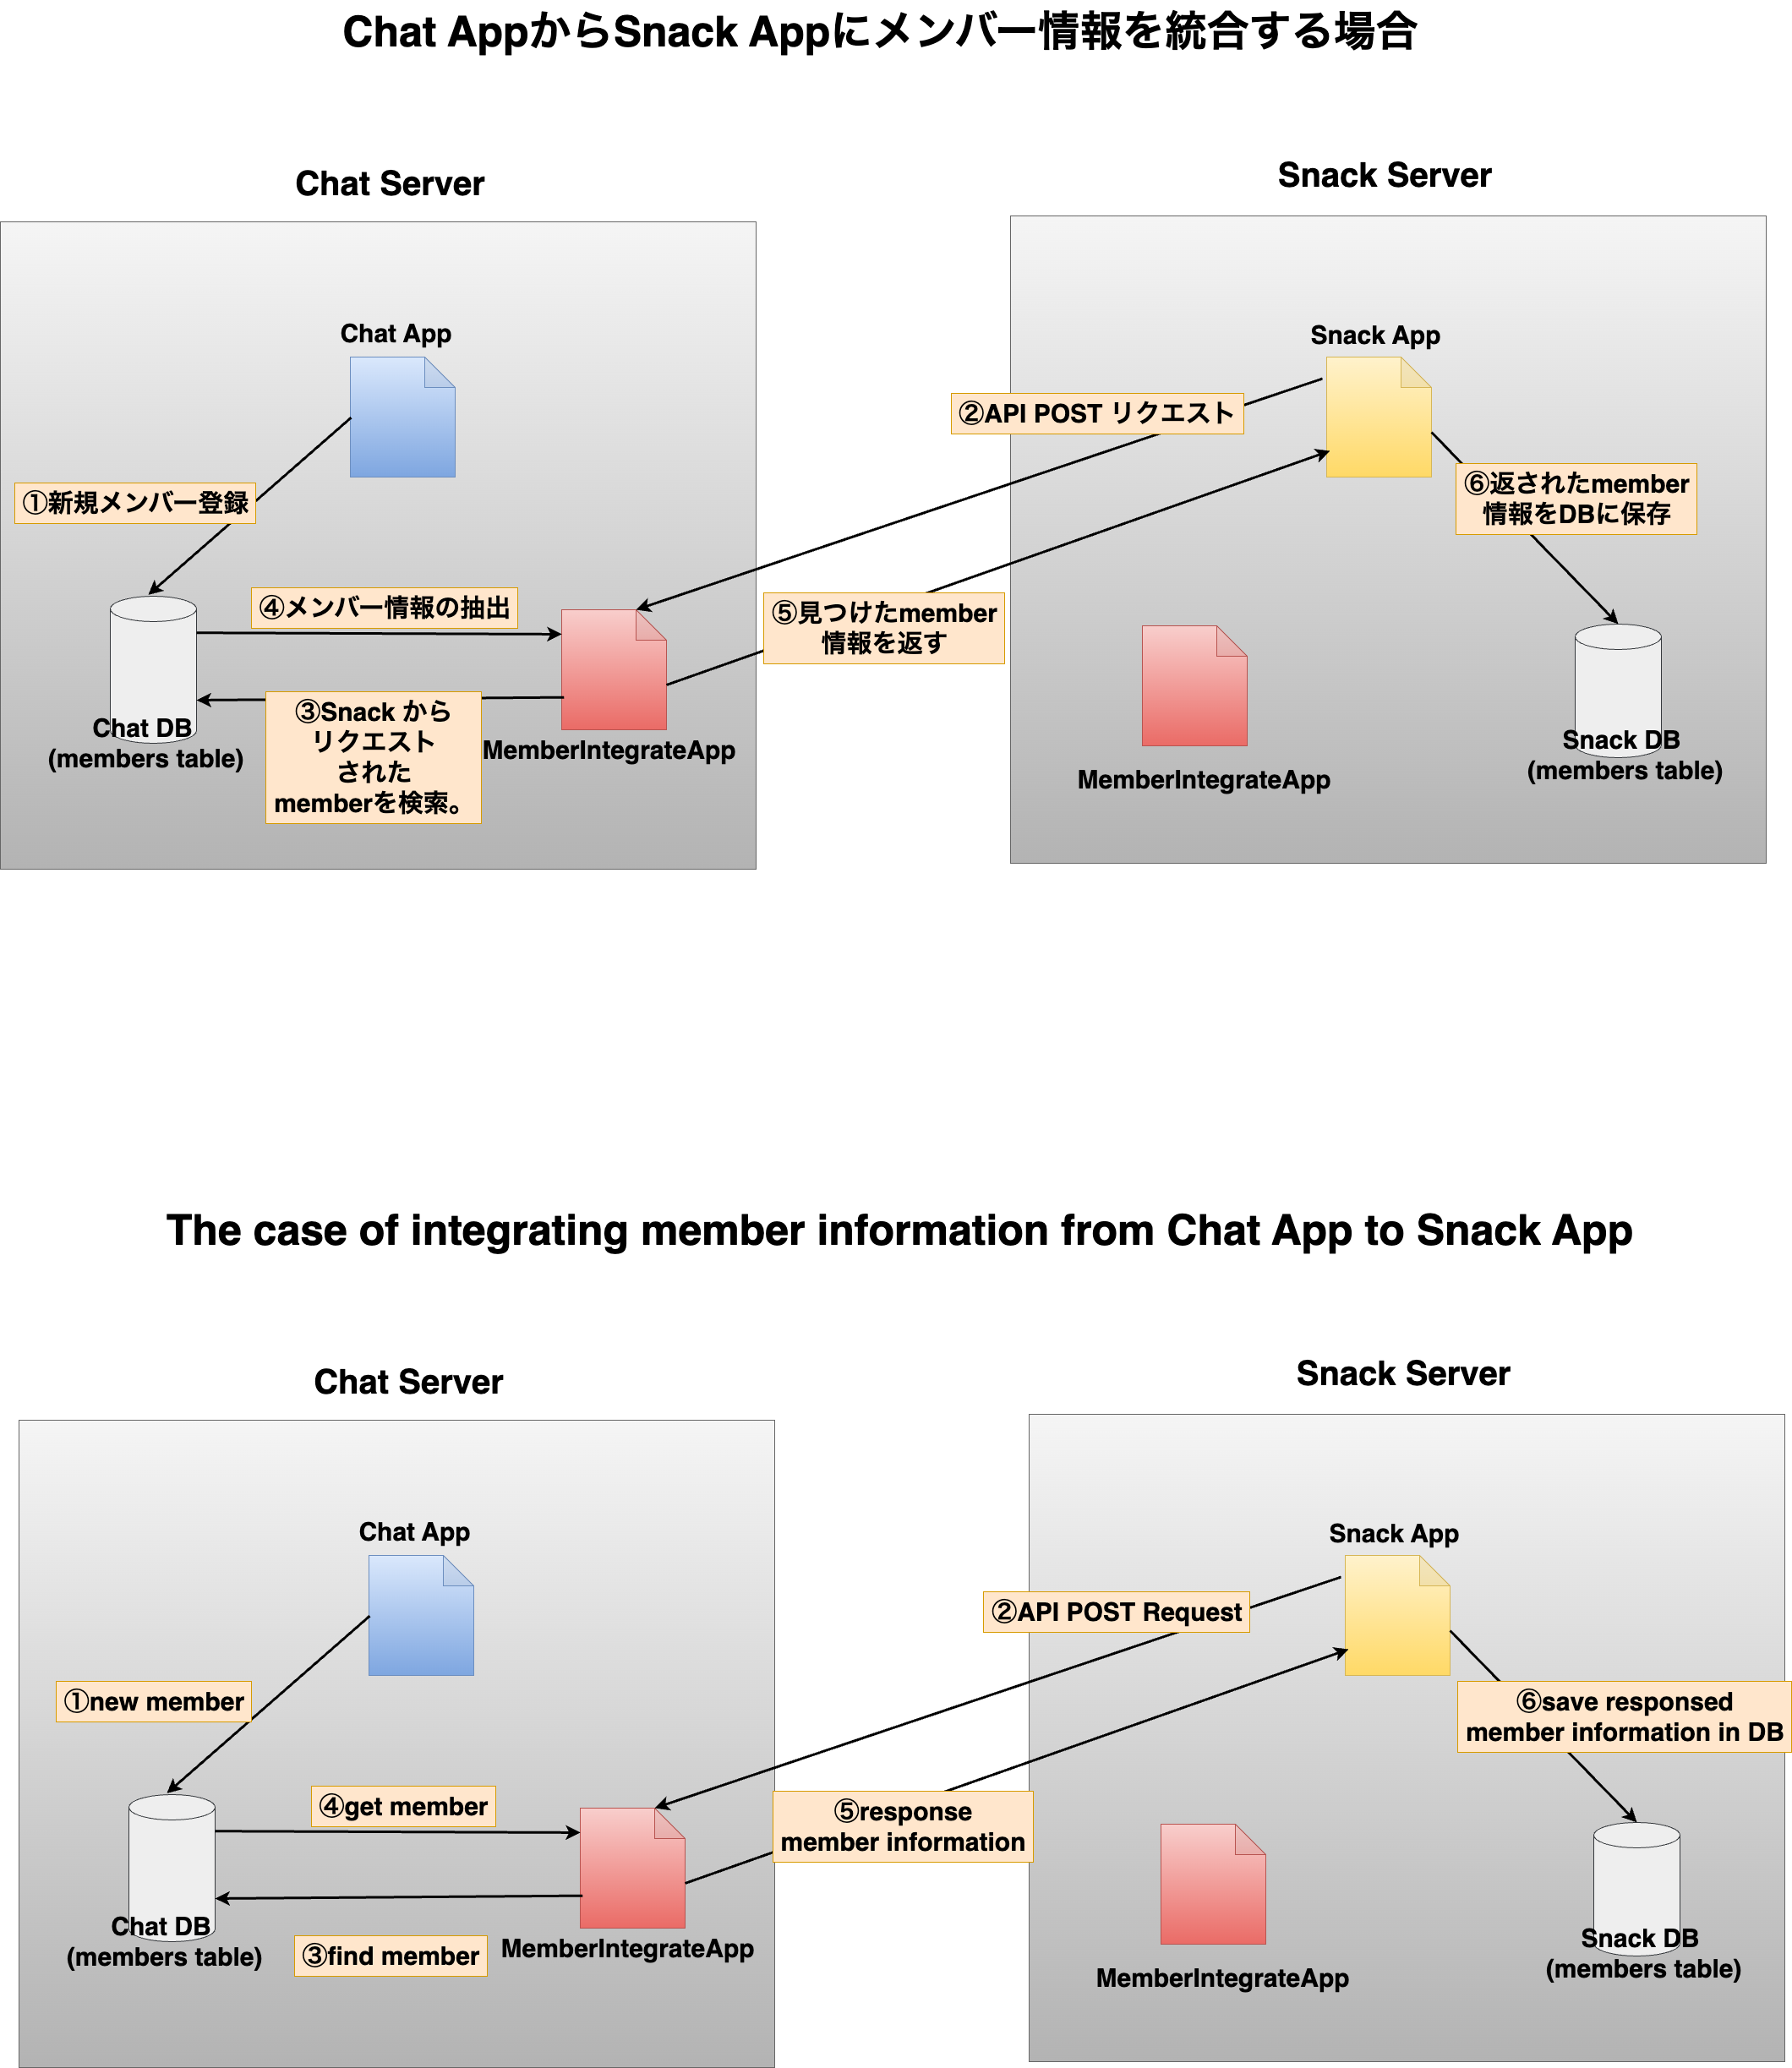 Chat AppからSnack Appにメンバー情報を統合する場合
Chat Server
Snack Server
Chat App
Snack App
②API POST リクエスト
①新規メンバー登録
⑥返されたmember
情報をDBに保存
④メンバー情報の抽出
⑤見つけたmember
情報を返す
③Snack から
リクエスト
された
memberを検索。
Chat DB
(members table)
MemberIntegrateApp
MemberIntegrateApp
Snack DB
(members table)
The case of integrating member information from Chat App to Snack App
Chat Server
Snack Server
Chat App
Snack App
②API POST Request
①new member
⑥save responsed
member information in DB
④get member
⑤response
member information
Chat DB
(members table)
③find member
MemberIntegrateApp
MemberIntegrateApp
Snack DB
(members table)